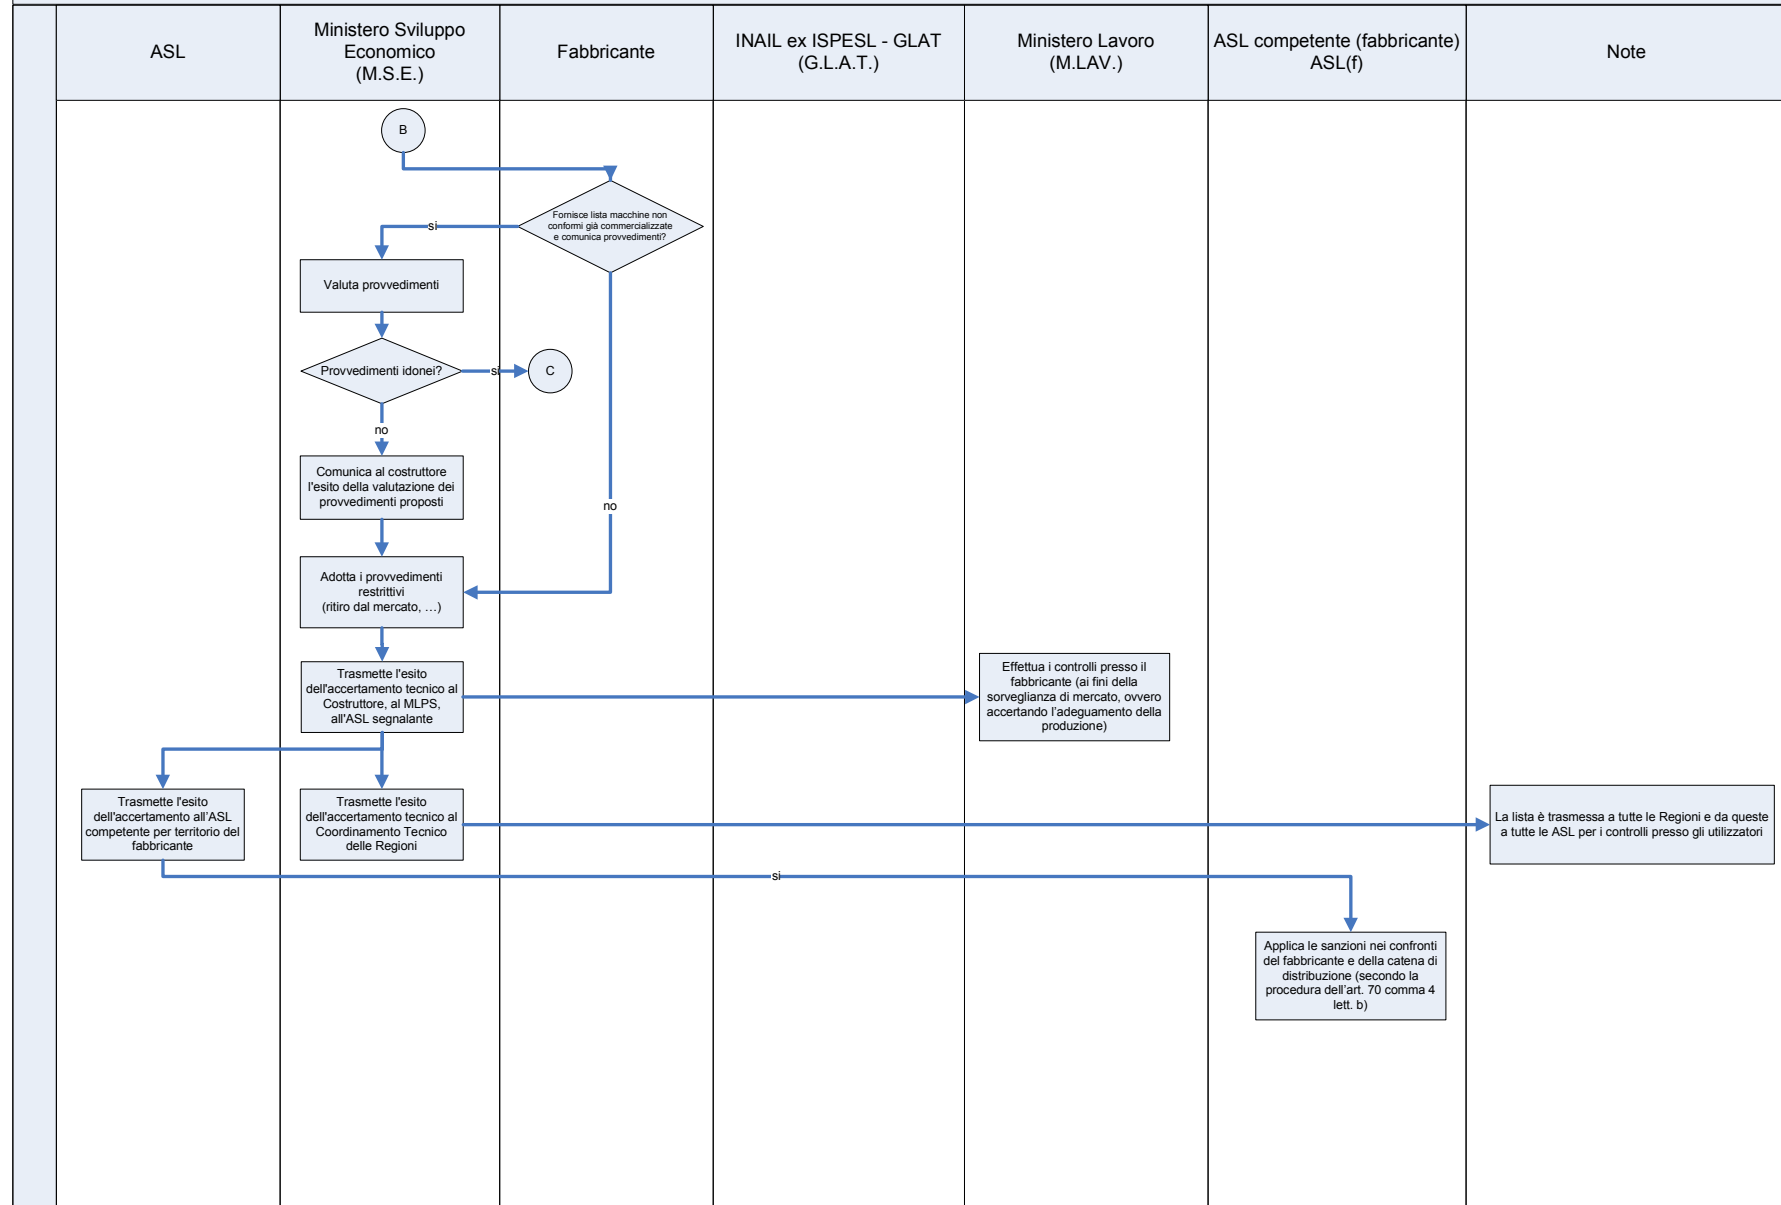 ASL
Ministero Sviluppo
Economico
(M.S.E.)
Fabbricante
INAIL ex ISPESL - GLAT
(G.L.A.T.)
Ministero Lavoro
(M.LAV.)
ASL competente (fabbricante)
ASL(f)
Note
B
Fornisce lista macchine non
conformi già commercializzate
e comunica provvedimenti?
si
Valuta provvedimenti
Provvedimenti idonei?
si
C
no
Comunica al costruttore
l'esito della valutazione dei
provvedimenti proposti
no
Adotta i provvedimenti
restrittivi
(ritiro dal mercato, …)
Trasmette l'esito
dell'accertamento tecnico al
Costruttore, al MLPS,
all'ASL segnalante
Effettua i controlli presso il
fabbricante (ai fini della
sorveglianza di mercato, ovvero
accertando l’adeguamento della
produzione)
Trasmette l'esito
dell'accertamento all’ASL
competente per territorio del
fabbricante
Trasmette l'esito
dell'accertamento tecnico al
Coordinamento Tecnico
delle Regioni
La lista è trasmessa a tutte le Regioni e da queste
a tutte le ASL per i controlli presso gli utilizzatori
si
Applica le sanzioni nei confronti
del fabbricante e della catena di
distribuzione (secondo la
procedura dell’art. 70 comma 4
lett. b)